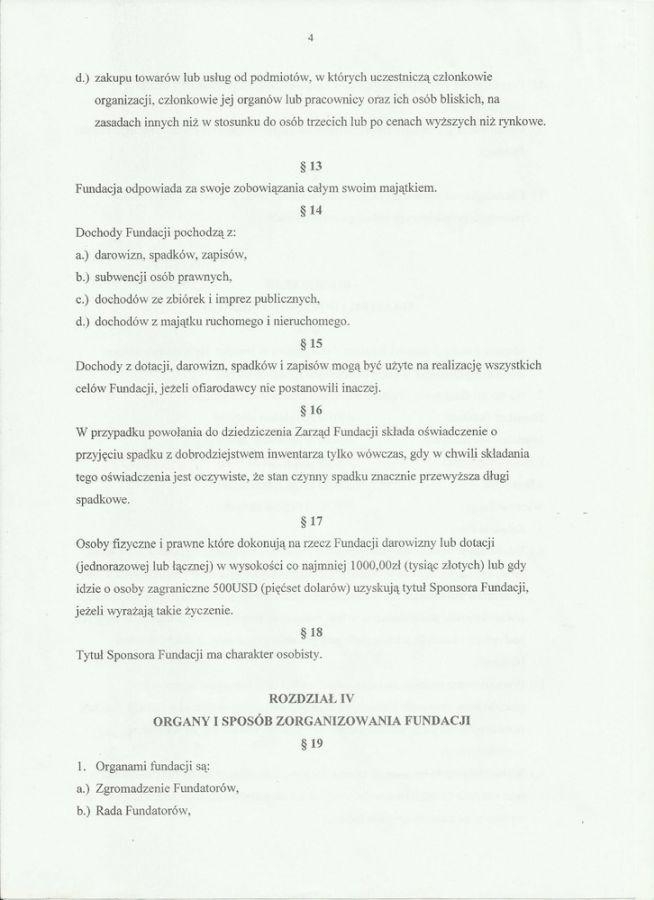 4
d.) zakupu towarów lub usług od podmiotów, w których uczestniczą członkowie
organizacji, członkowie jej organów lub pracownicy oraz ich osób bliskich, na
zasadach innych niż w stosunku do osób trzecich lub po cenach wyższych niż rynkowe.
§ 13
Fundacja odpowiada za swoje zobowiązania całym swoim majątkiem.
§ 14
Dochody Fundacji pochodzą z:
a.) darowizn, spadków, zapisów,
b.) subwencji osób prawnych,
c.) dochodów ze zbiórek i imprez publicznych,
d.) dochodów z majątku ruchomego i nieruchomego.
§ 15
Dochody z dotacji, darowizn, spadków i zapisów mogą być użyte na realizację wszystkich
celów Fundacji, jeżeli ofiarodawcy nie postanowili inaczej.
§ 16
W przypadku powołania do dziedziczenia Zarząd Fundacji składa oświadczenie o
przyjęciu spadku z dobrodziejstwem inwentarza tylko wówczas, gdy w chwili składania
tego oświadczenia jest oczywiste, że stan czynny spadku znacznie przewyższa długi
spadkowe.
§ 17
Osoby fizyczne i prawne które dokonują na rzecz Fundacji darowizny lub dotacji
(jednorazowej lub łącznej) w wysokości co najmniej 1000,00zł (tysiąc złotych) lub gdy
idzie o osoby zagraniczne 500USD (pięćset dolarów) uzyskują tytuł Sponsora Fundacji,
jeżeli wyrażają takie życzenie.
§ 18
Tytuł Sponsora Fundacji ma charakter osobisty.
ROZDZIAŁ IV
ORGANY I SPOSÓB ZORGANIZOWANIA FUNDACJI
§ 19
1. Organami fundacji są:
a.) Zgromadzenie Fundatorów,
b.) Rada Fundatorów,